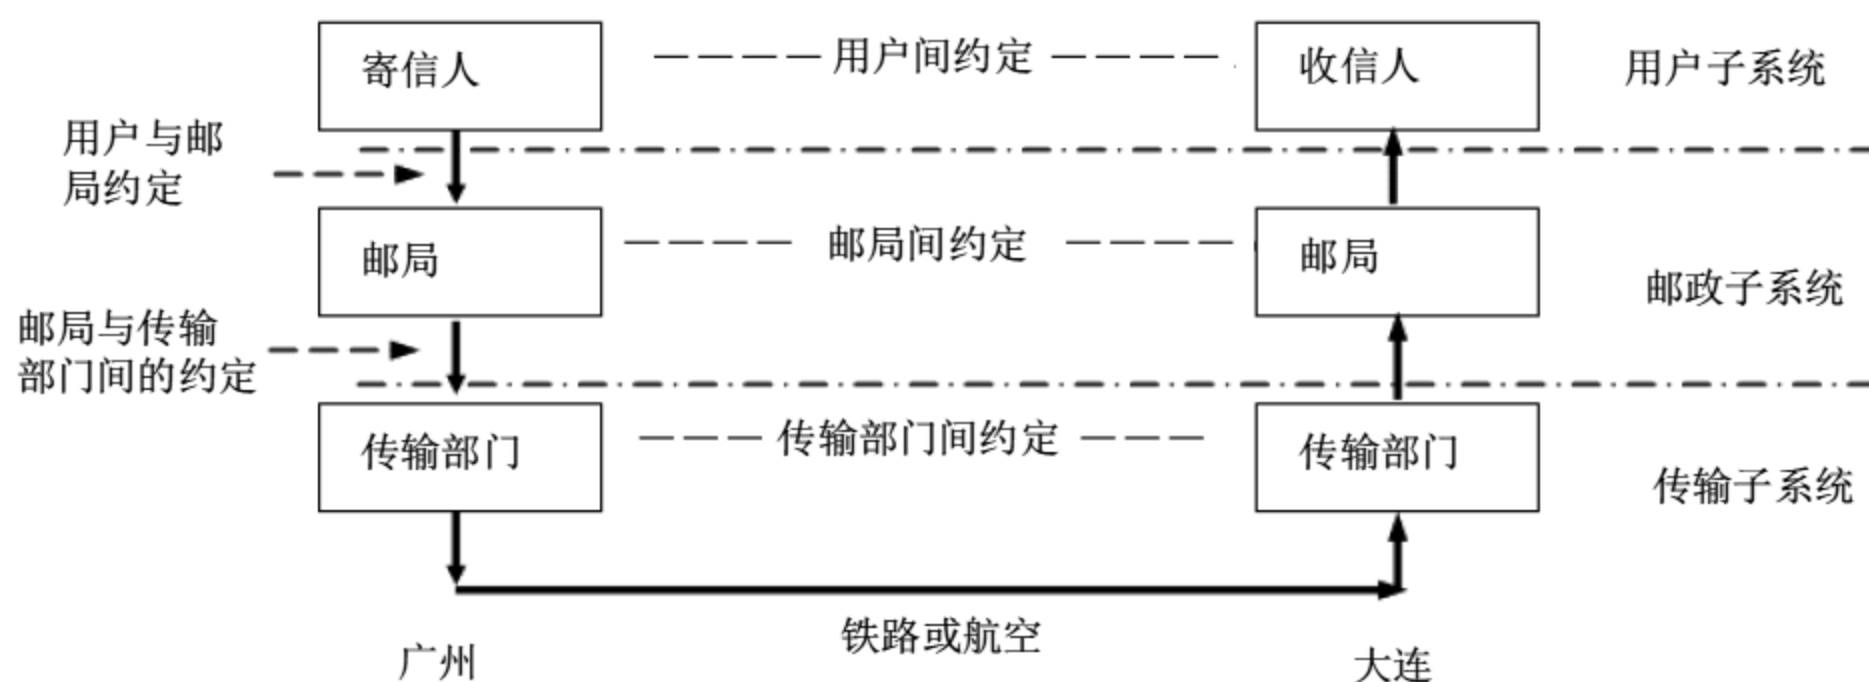 寄信人
用户间约定
收信人
用户子系统
用户与邮
局约定
邮局
邮局间约定
邮局
邮政子系统
邮局与传输
部门间的约定
传输部门
传输部门间约定
传输部门
传输子系统
铁路或航空
广州
大连